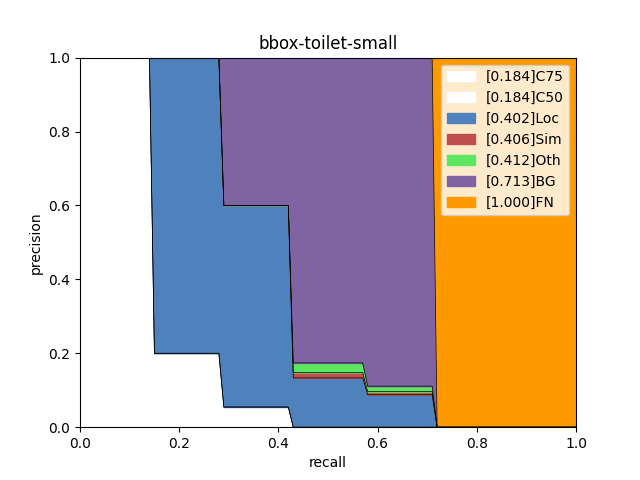 bbox-toilet-small
precision
1.0
0.8
0.6
0.4
0.2
0.0
[0.184]C75
[0.184]C50
[0.402]Loc
[0.406]Sim
[0.412]Oth
[0.713]BG
[1.000]FN
0.0 0.2 0.4 0.6 0.8 1.0
recall